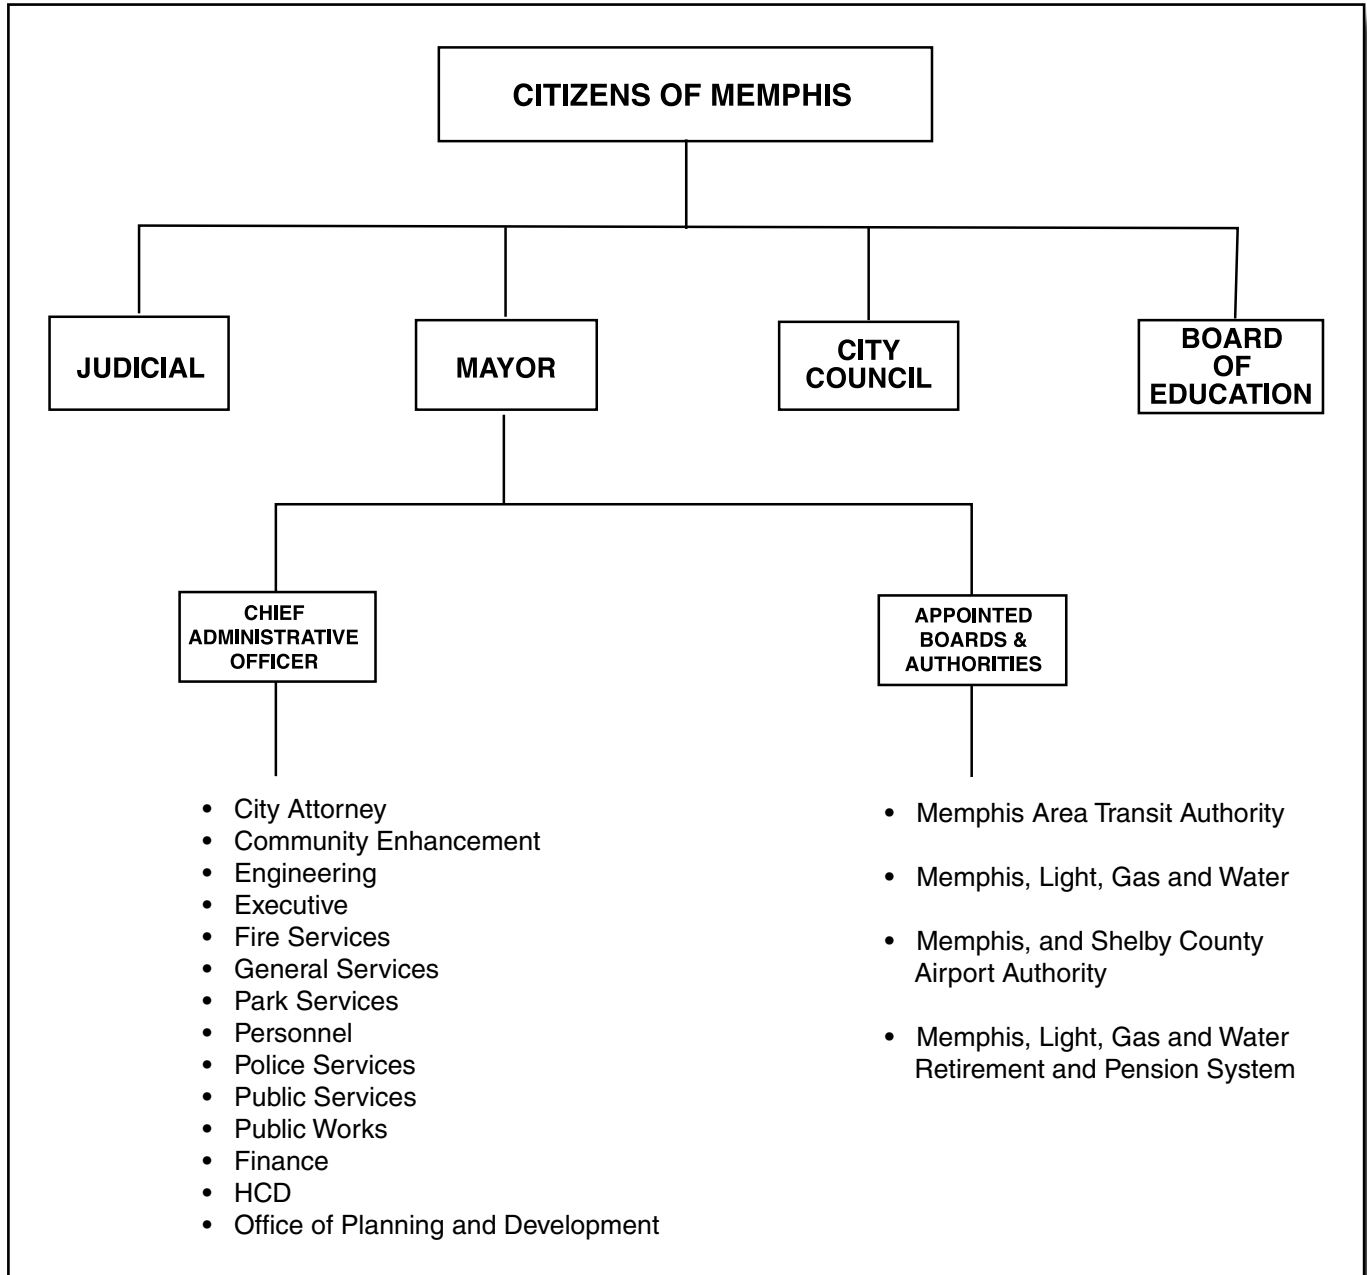 CITIZENS OF MEMPHIS
JUDICIAL
MAYOR
CITY
COUNCIL
BOARD
OF
EDUCATION
CHIEF
ADMINISTRATIVE
OFFICER
APPOINTED
BOARDS &
AUTHORITIES
• City Attorney
• Community Enhancement
• Engineering
• Executive
• Fire Services
• General Services
• Park Services
• Personnel
• Police Services
• Public Services
• Public Works
• Finance
• HCD
• Office of Planning and Development
• Memphis Area Transit Authority
• Memphis, Light, Gas and Water
• Memphis, and Shelby County
Airport Authority
• Memphis, Light, Gas and Water
Retirement and Pension System